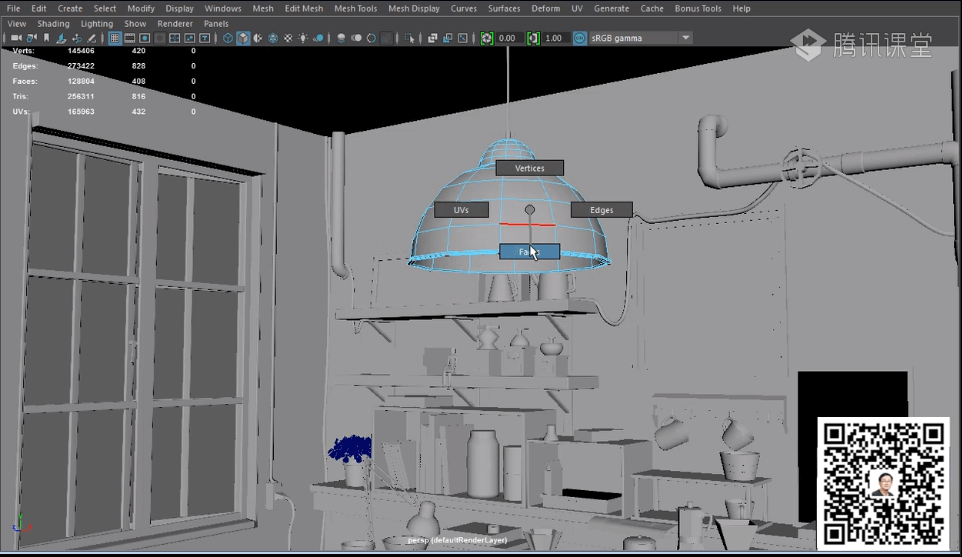 File Edit Create Select Modify Display Windows Mesh Edit Mesh Mesh Tools Mesh Display Curves Surfaces Deform UV Generate Cache Bonus Tools Help
View Shading Lighting Show Renderer Panels
0.00 1.00 sRGB gamma
腾讯课堂
Verts: 145406 420 0
Edges: 273422 828 0
Faces: 128804 408 0
Tris: 256311 816 0
UVs: 165963 432 0
Vertices
UVs Edges
persp (defaultRenderLayer)